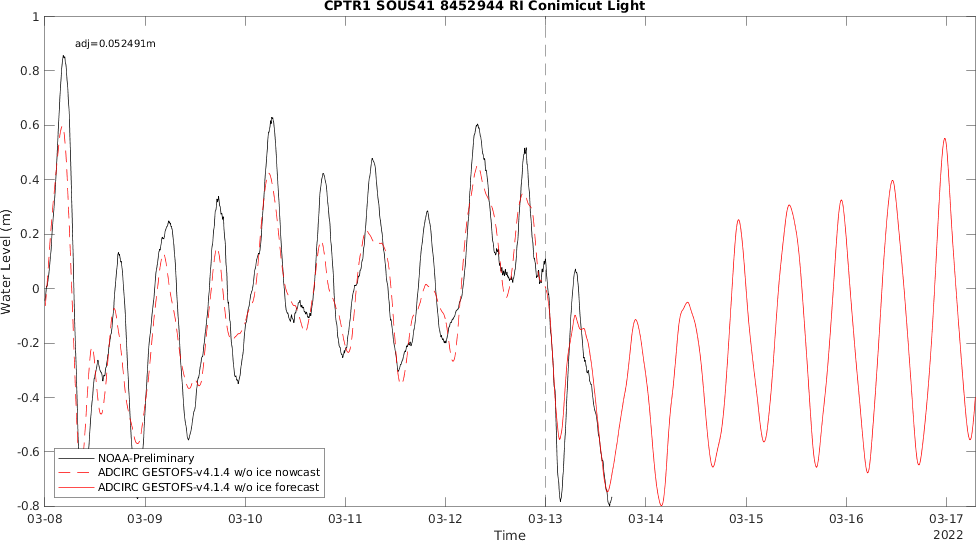 CPTR1 SOUS41 8452944 RI Conimicut Light
adj=0.052491m
1
0.8
0.6
0.4
0.2
0
-0.2
-0.4
-0.6
-0.8
Water Level (m)
NOAA-Preliminary
ADCIRC GESTOFS-v4.1.4 w/o ice nowcast
ADCIRC GESTOFS-v4.1.4 w/o ice forecast
03-08 03-09 03-10 03-11 03-12 03-13 03-14 03-15 03-16 03-17
Time
2022